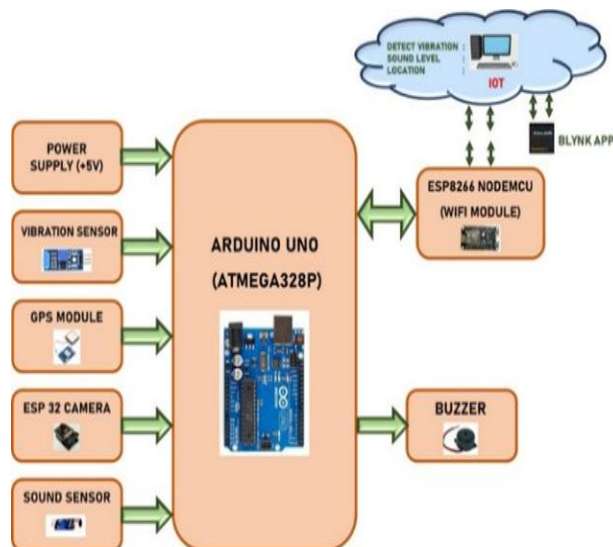 DETECT VIBRATION :
SOUND LEVEL :
LOCATION :
IOT
BLYNK APP
POWER
SUPPLY (+5V)
VIBRATION SENSOR
GPS MODULE
ESP 32 CAMERA
SOUND SENSOR
ARDUINO UNO
(ATMEGA328P)
ESP8266 NODEMCU
(WIFI MODULE)
BUZZER